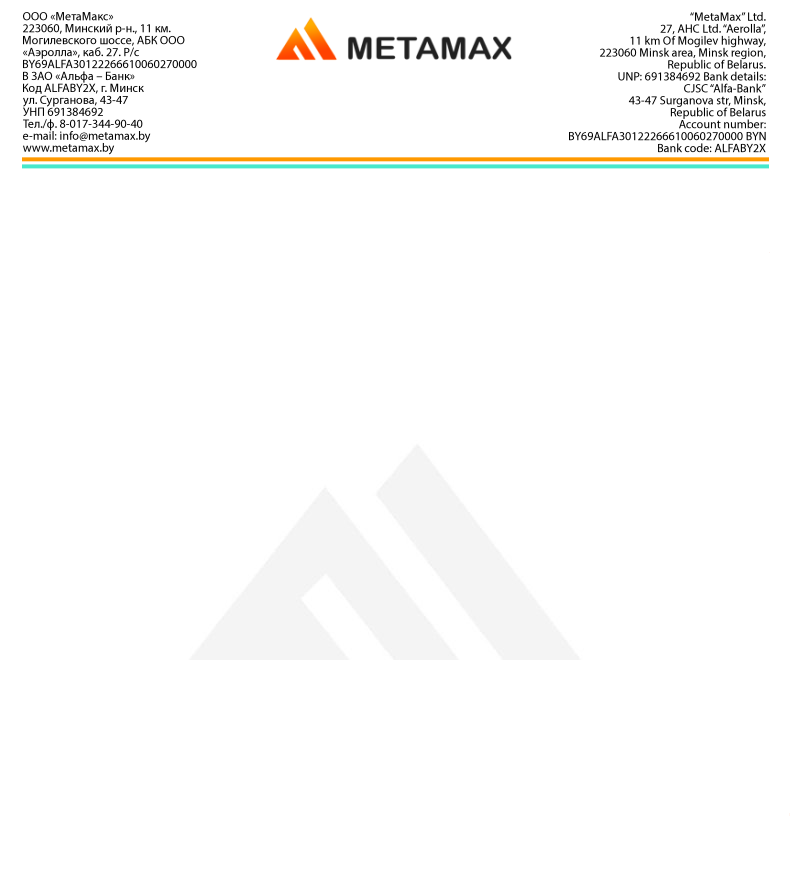 ООО «МетаМакс»
223060, Минский р-н., 11 км.
Могилевского шоссе, АБК ООО
«Аэролла», каб. 27. Р/с
BY69ALFA30122266610060270000
В ЗАО «Альфа – Банк»
Код ALFABY2X, г. Минск
ул. Сурганова, 43-47
УНП 691384692
Тел./ф. 8-017-344-90-40
e-mail: info@metamax.by
www.metamax.by
METAMAX
“MetaMax” Ltd.
27, AHC Ltd. “Aerolla”,
11 km Of Mogilev highway,
223060 Minsk area, Minsk region,
Republic of Belarus.
UNP: 691384692 Bank details:
CJSC “Alfa-Bank”
43-47 Surganova str, Minsk,
Republic of Belarus
Account number:
BY69ALFA30122266610060270000 BYN
Bank code: ALFABY2X